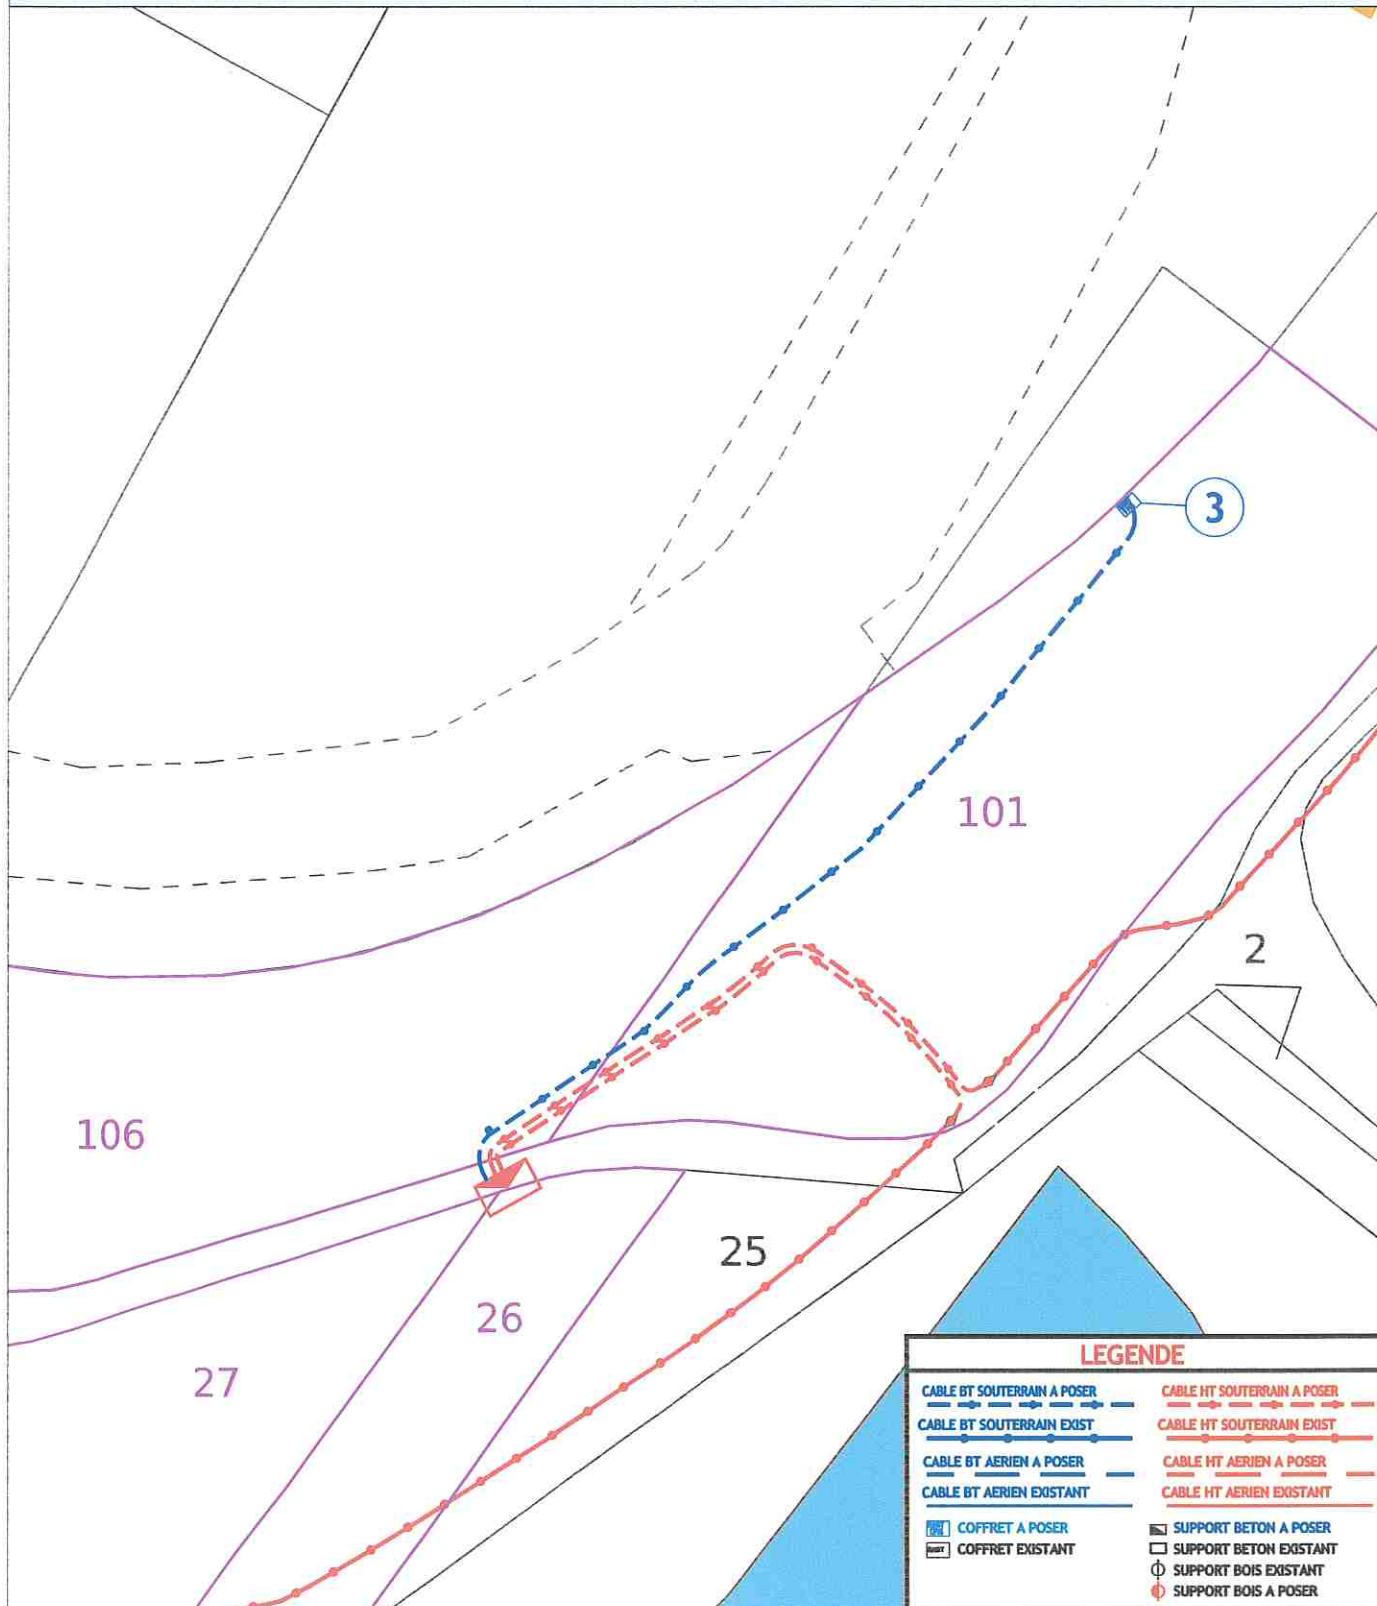 3
101
2
106
25
26
27
LEGENDE
CABLE BT SOUTERRAIN A POSER
CABLE HT SOUTERRAIN A POSER
CABLE BT SOUTERRAIN EXIST
CABLE HT SOUTERRAIN EXIST
CABLE BT AERIEN A POSER
CABLE HT AERIEN A POSER
CABLE BT AERIEN EXISTANT
CABLE HT AERIEN EXISTANT
COFFRET A POSER
SUPPORT BETON A POSER
COFFRET EXISTANT
SUPPORT BETON EXISTANT
SUPPORT BOIS EXISTANT
SUPPORT BOIS A POSER